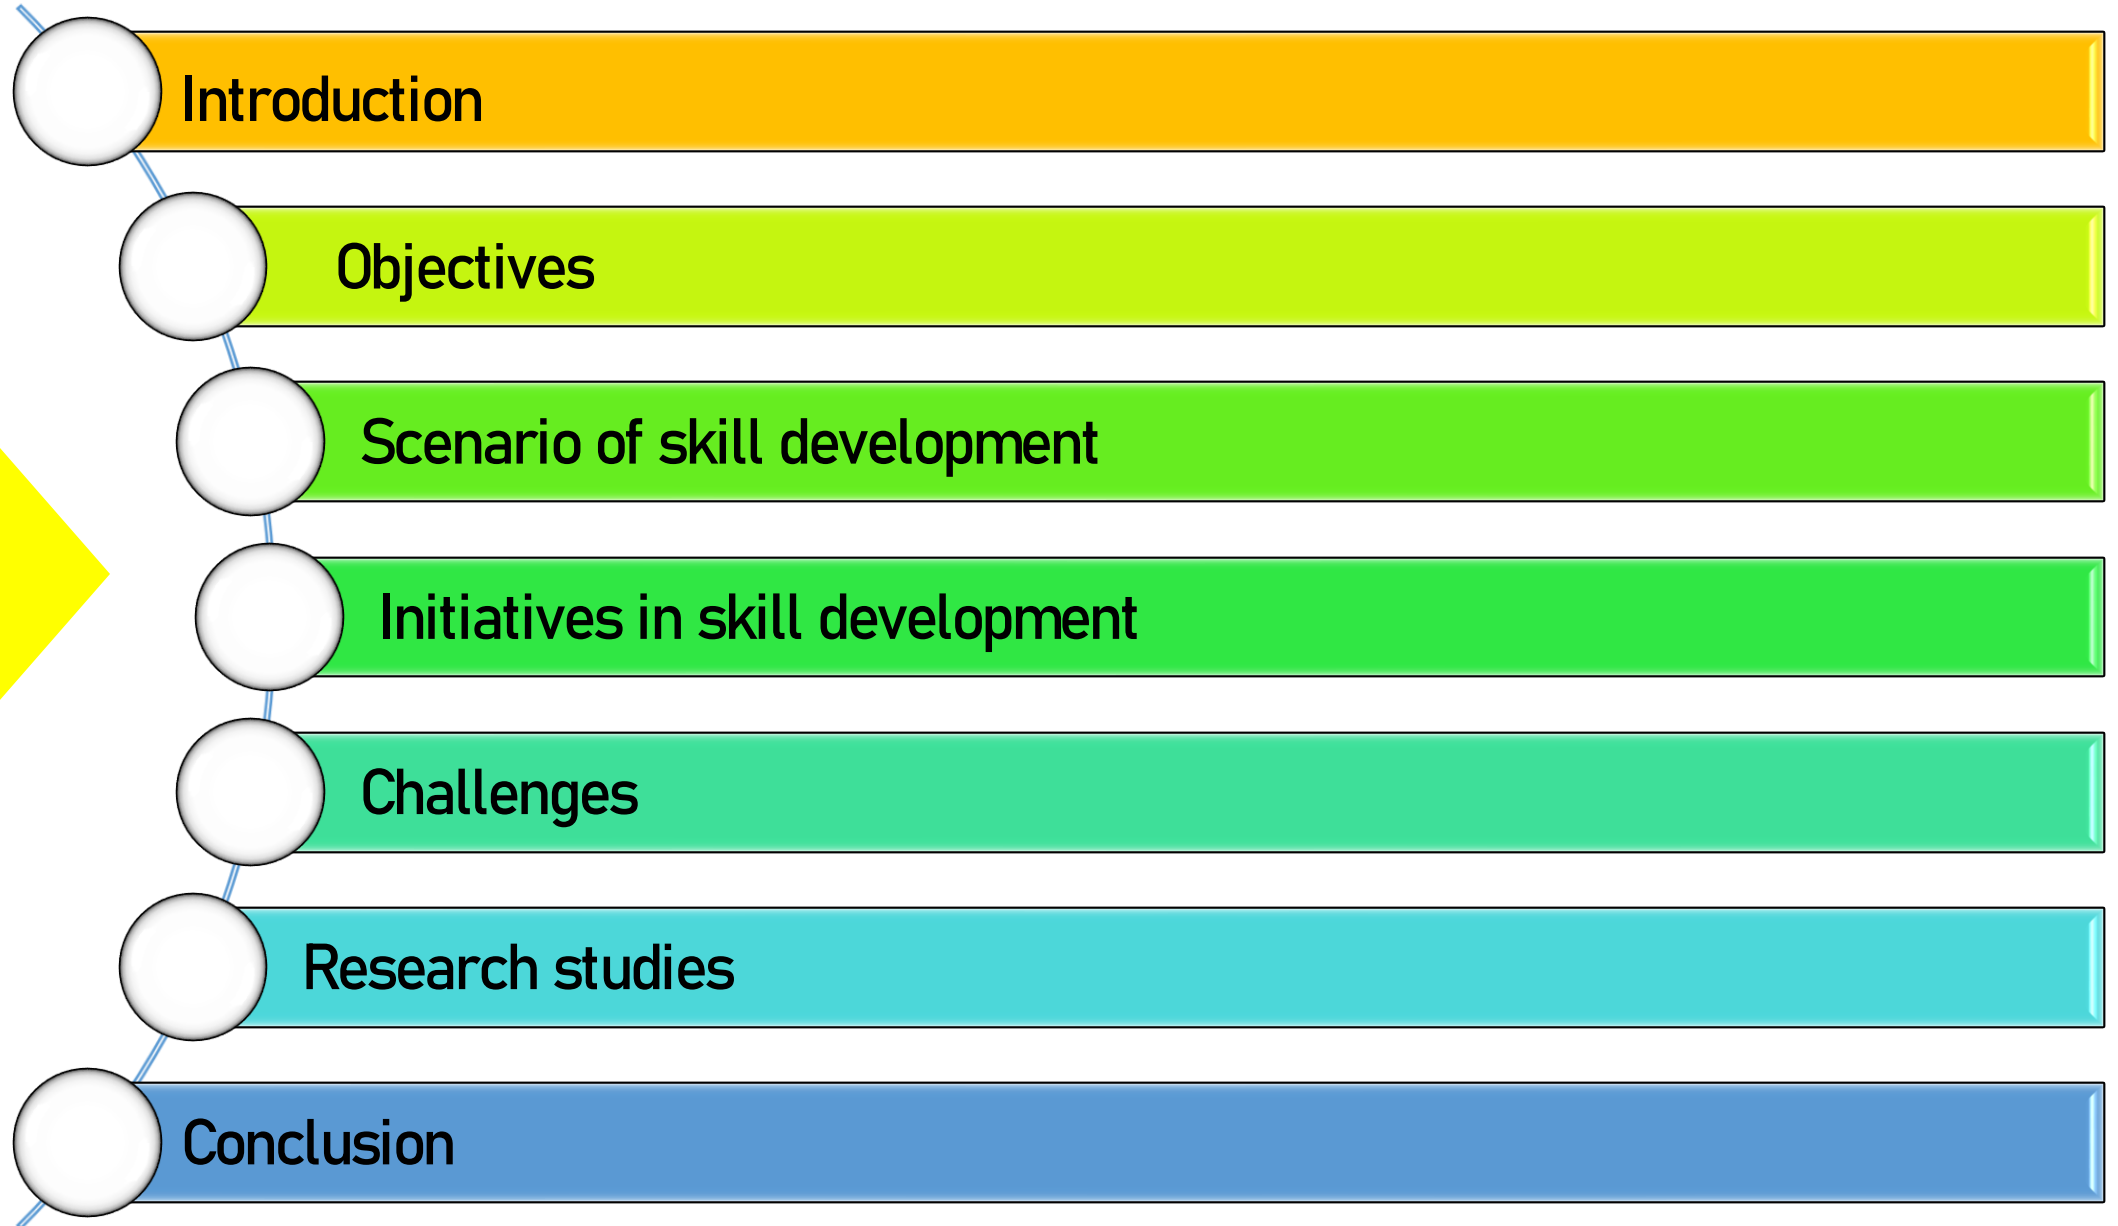 Introduction
Objectives
Scenario of skill development
Initiatives in skill development
Challenges
Research studies
Conclusion